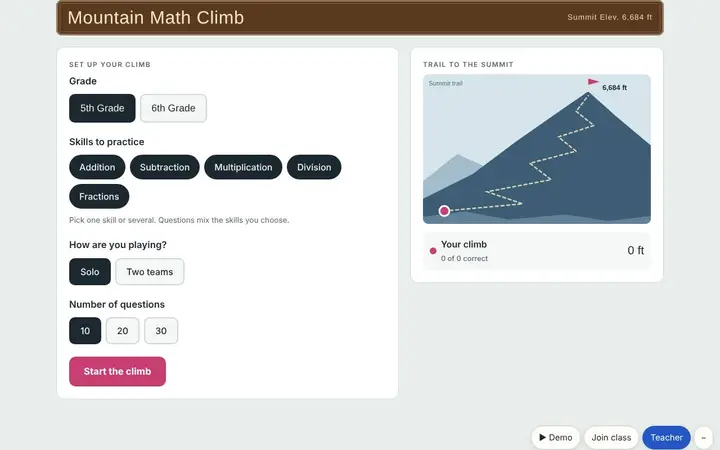 Mountain Math Climb
Summit Elev. 6,684 ft
SET UP YOUR CLIMB
Grade
5th Grade
6th Grade
Skills to practice
Addition
Subtraction
Multiplication
Division
Fractions
Pick one skill or several. Questions mix the skills you choose.
How are you playing?
Solo
Two teams
Number of questions
10
20
30
Start the climb
TRAIL TO THE SUMMIT
Summit trail
6,684 ft
Your climb
0 of 0 correct
0 ft
▶ Demo
Join class
Teacher
–